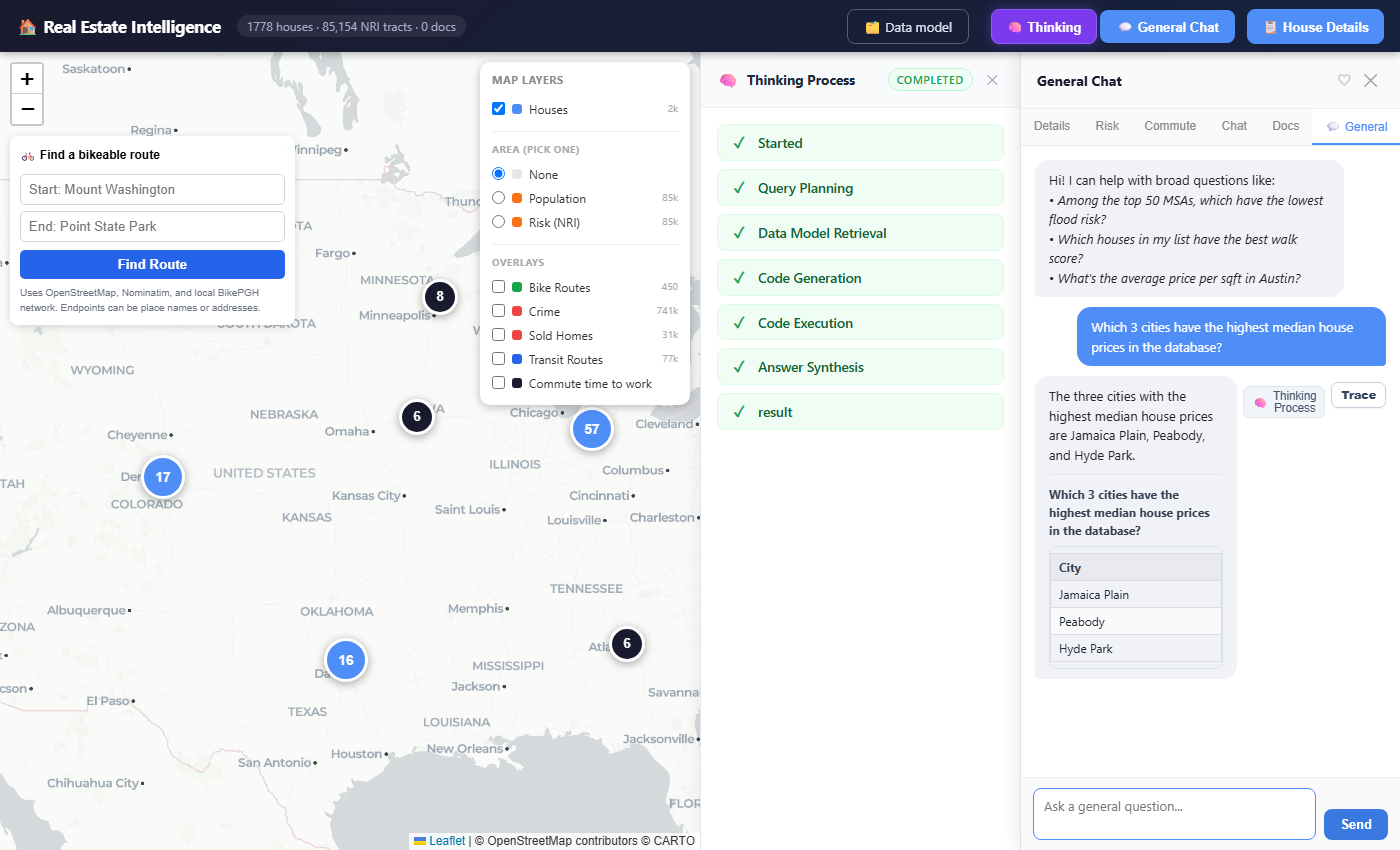 Real Estate Intelligence
1778 houses · 85,154 NRI tracts · 0 docs
Data model
Thinking
General Chat
House Details
+
−
Find a bikeable route
Start: Mount Washington
End: Point State Park
Find Route
Uses OpenStreetMap, Nominatim, and local BikePGH
network. Endpoints can be place names or addresses.
Saskatoon
Regina
Winnipeg
Fargo
MINNESOTA
Minneapolis
SOUTH DAKOTA
WYOMING
NEBRASKA
Cheyenne
Omaha
Chicago
Cleveland
UNITED STATES
ILLINOIS
Columbus
COLORADO
Kansas City
Cincinnati
KANSAS
Saint Louis
Louisville
Charleston
TENNESSEE
Albuquerque
OKLAHOMA
Memphis
MISSISSIPPI
Jackson
Savanna
El Paso
TEXAS
LOUISIANA
Jacksonville
Houston
New Orleans
San Antonio
Chihuahua City
FLOR
TAH
ZONA
cson
Den
Da
Atla
8
6
57
17
16
6
MAP LAYERS
Houses 2k
AREA (PICK ONE)
None
Population 85k
Risk (NRI) 85k
OVERLAYS
Bike Routes 450
Crime 741k
Sold Homes 31k
Transit Routes 77k
Commute time to work
Leaflet | © OpenStreetMap contributors © CARTO
Thinking Process
COMPLETED
✓ Started
✓ Query Planning
✓ Data Model Retrieval
✓ Code Generation
✓ Code Execution
✓ Answer Synthesis
✓ result
General Chat
Details
Risk
Commute
Chat
Docs
General
Hi! I can help with broad questions like:
• Among the top 50 MSAs, which have the lowest
flood risk?
• Which houses in my list have the best walk
score?
• What's the average price per sqft in Austin?
Which 3 cities have the highest median house
prices in the database?
The three cities with the
highest median house prices
are Jamaica Plain, Peabody,
and Hyde Park.
Thinking
Process
Trace
Which 3 cities have the
highest median house prices
in the database?
City
Jamaica Plain
Peabody
Hyde Park
Ask a general question...
Send